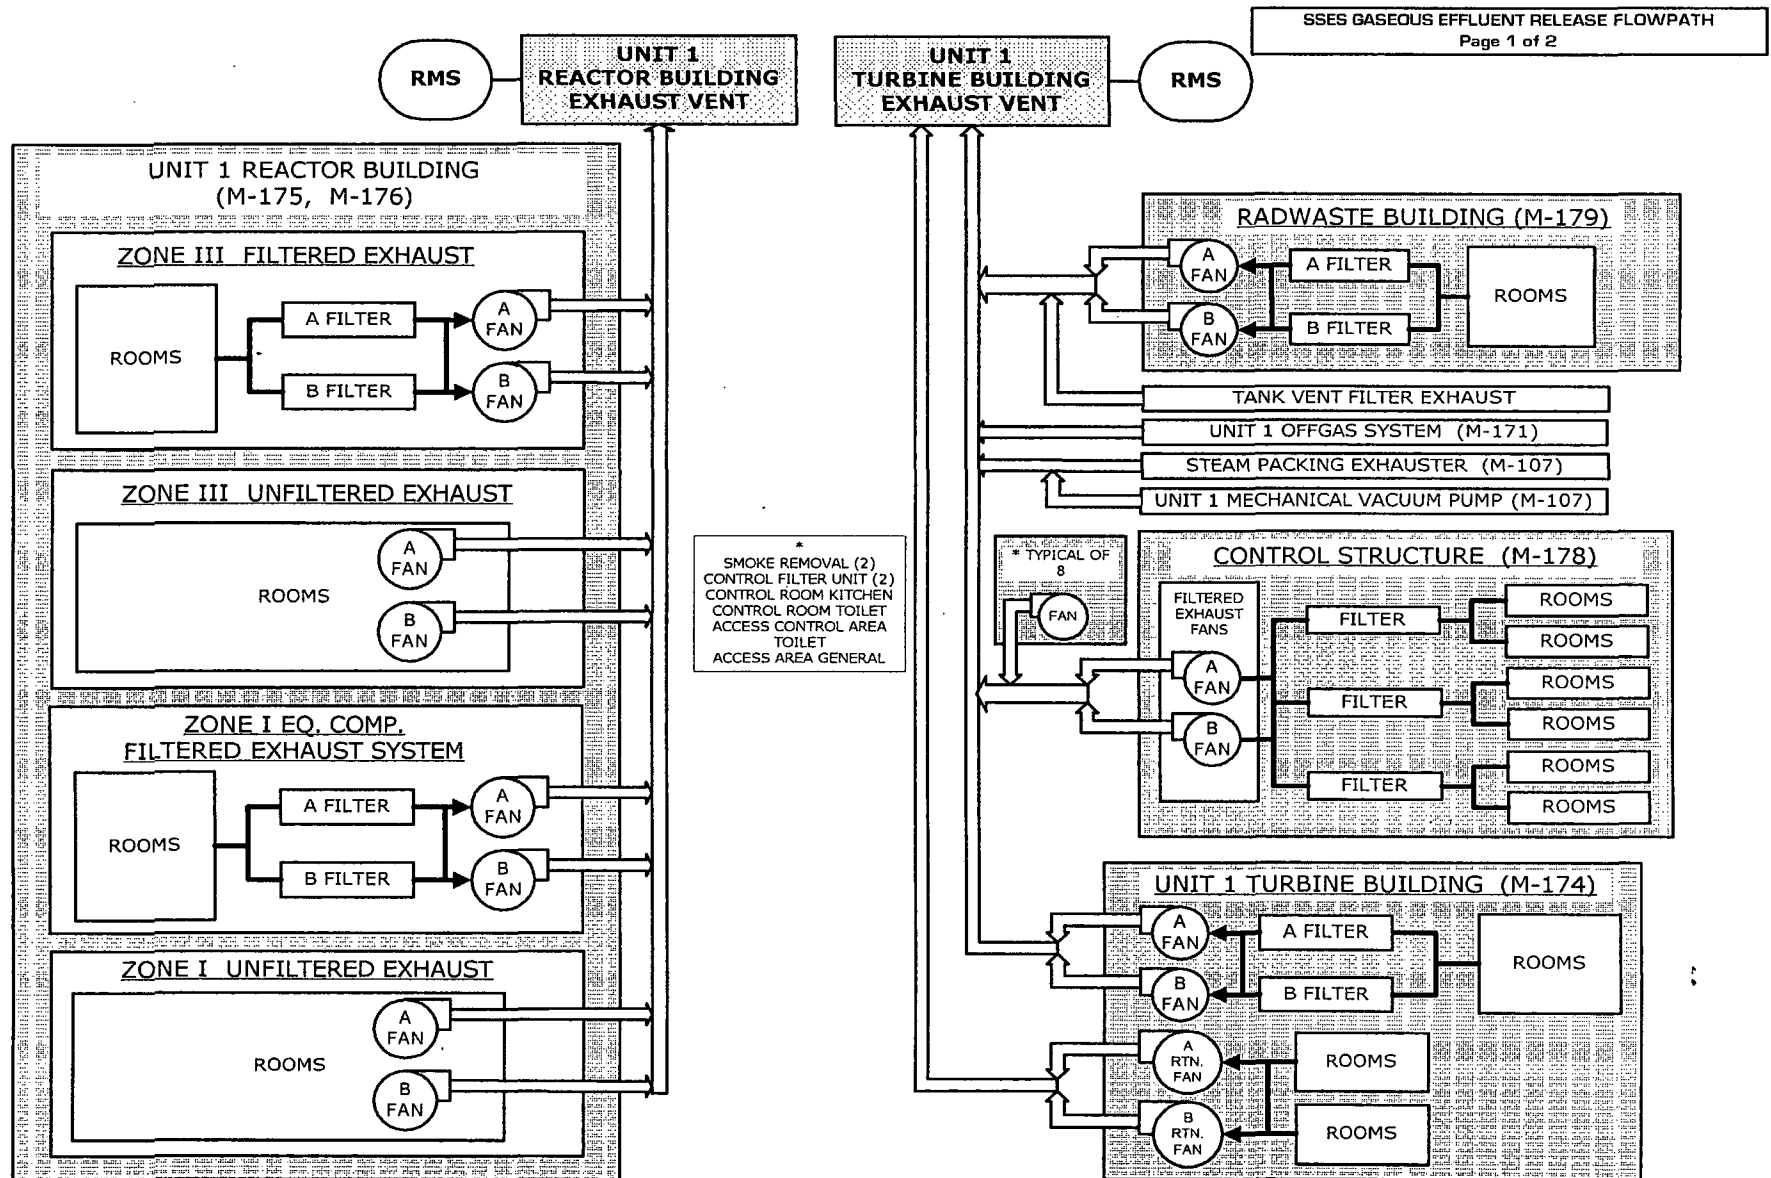 SSES GASEOUS EFFLUENT RELEASE FLOWPATH
Page 1 of 2
RMS
UNIT 1
REACTOR BUILDING
EXHAUST VENT
UNIT 1
TURBINE BUILDING
EXHAUST VENT
RMS
UNIT 1 REACTOR BUILDING
(M-175, M-176)
ZONE III FILTERED EXHAUST
ROOMS
A FILTER
B FILTER
A
FAN
B
FAN
ZONE III UNFILTERED EXHAUST
ROOMS
A
FAN
B
FAN
ZONE I EQ. COMP.
FILTERED EXHAUST SYSTEM
ROOMS
A FILTER
B FILTER
A
FAN
B
FAN
ZONE I UNFILTERED EXHAUST
ROOMS
A
FAN
B
FAN
*
SMOKE REMOVAL (2)
CONTROL FILTER UNIT (2)
CONTROL ROOM KITCHEN
CONTROL ROOM TOILET
ACCESS CONTROL AREA
TOILET
ACCESS AREA GENERAL
RADWASTE BUILDING (M-179)
A
FAN
B
FAN
A FILTER
B FILTER
ROOMS
TANK VENT FILTER EXHAUST
UNIT 1 OFFGAS SYSTEM (M-171)
STEAM PACKING EXHAUSTER (M-107)
UNIT 1 MECHANICAL VACUUM PUMP (M-107)
* TYPICAL OF
8
FAN
CONTROL STRUCTURE (M-178)
FILTERED
EXHAUST
FANS
A
FAN
B
FAN
FILTER
FILTER
FILTER
ROOMS
ROOMS
ROOMS
ROOMS
ROOMS
ROOMS
UNIT 1 TURBINE BUILDING (M-174)
A
FAN
B
FAN
A FILTER
B FILTER
ROOMS
A
RTN.
FAN
B
RTN.
FAN
ROOMS
ROOMS